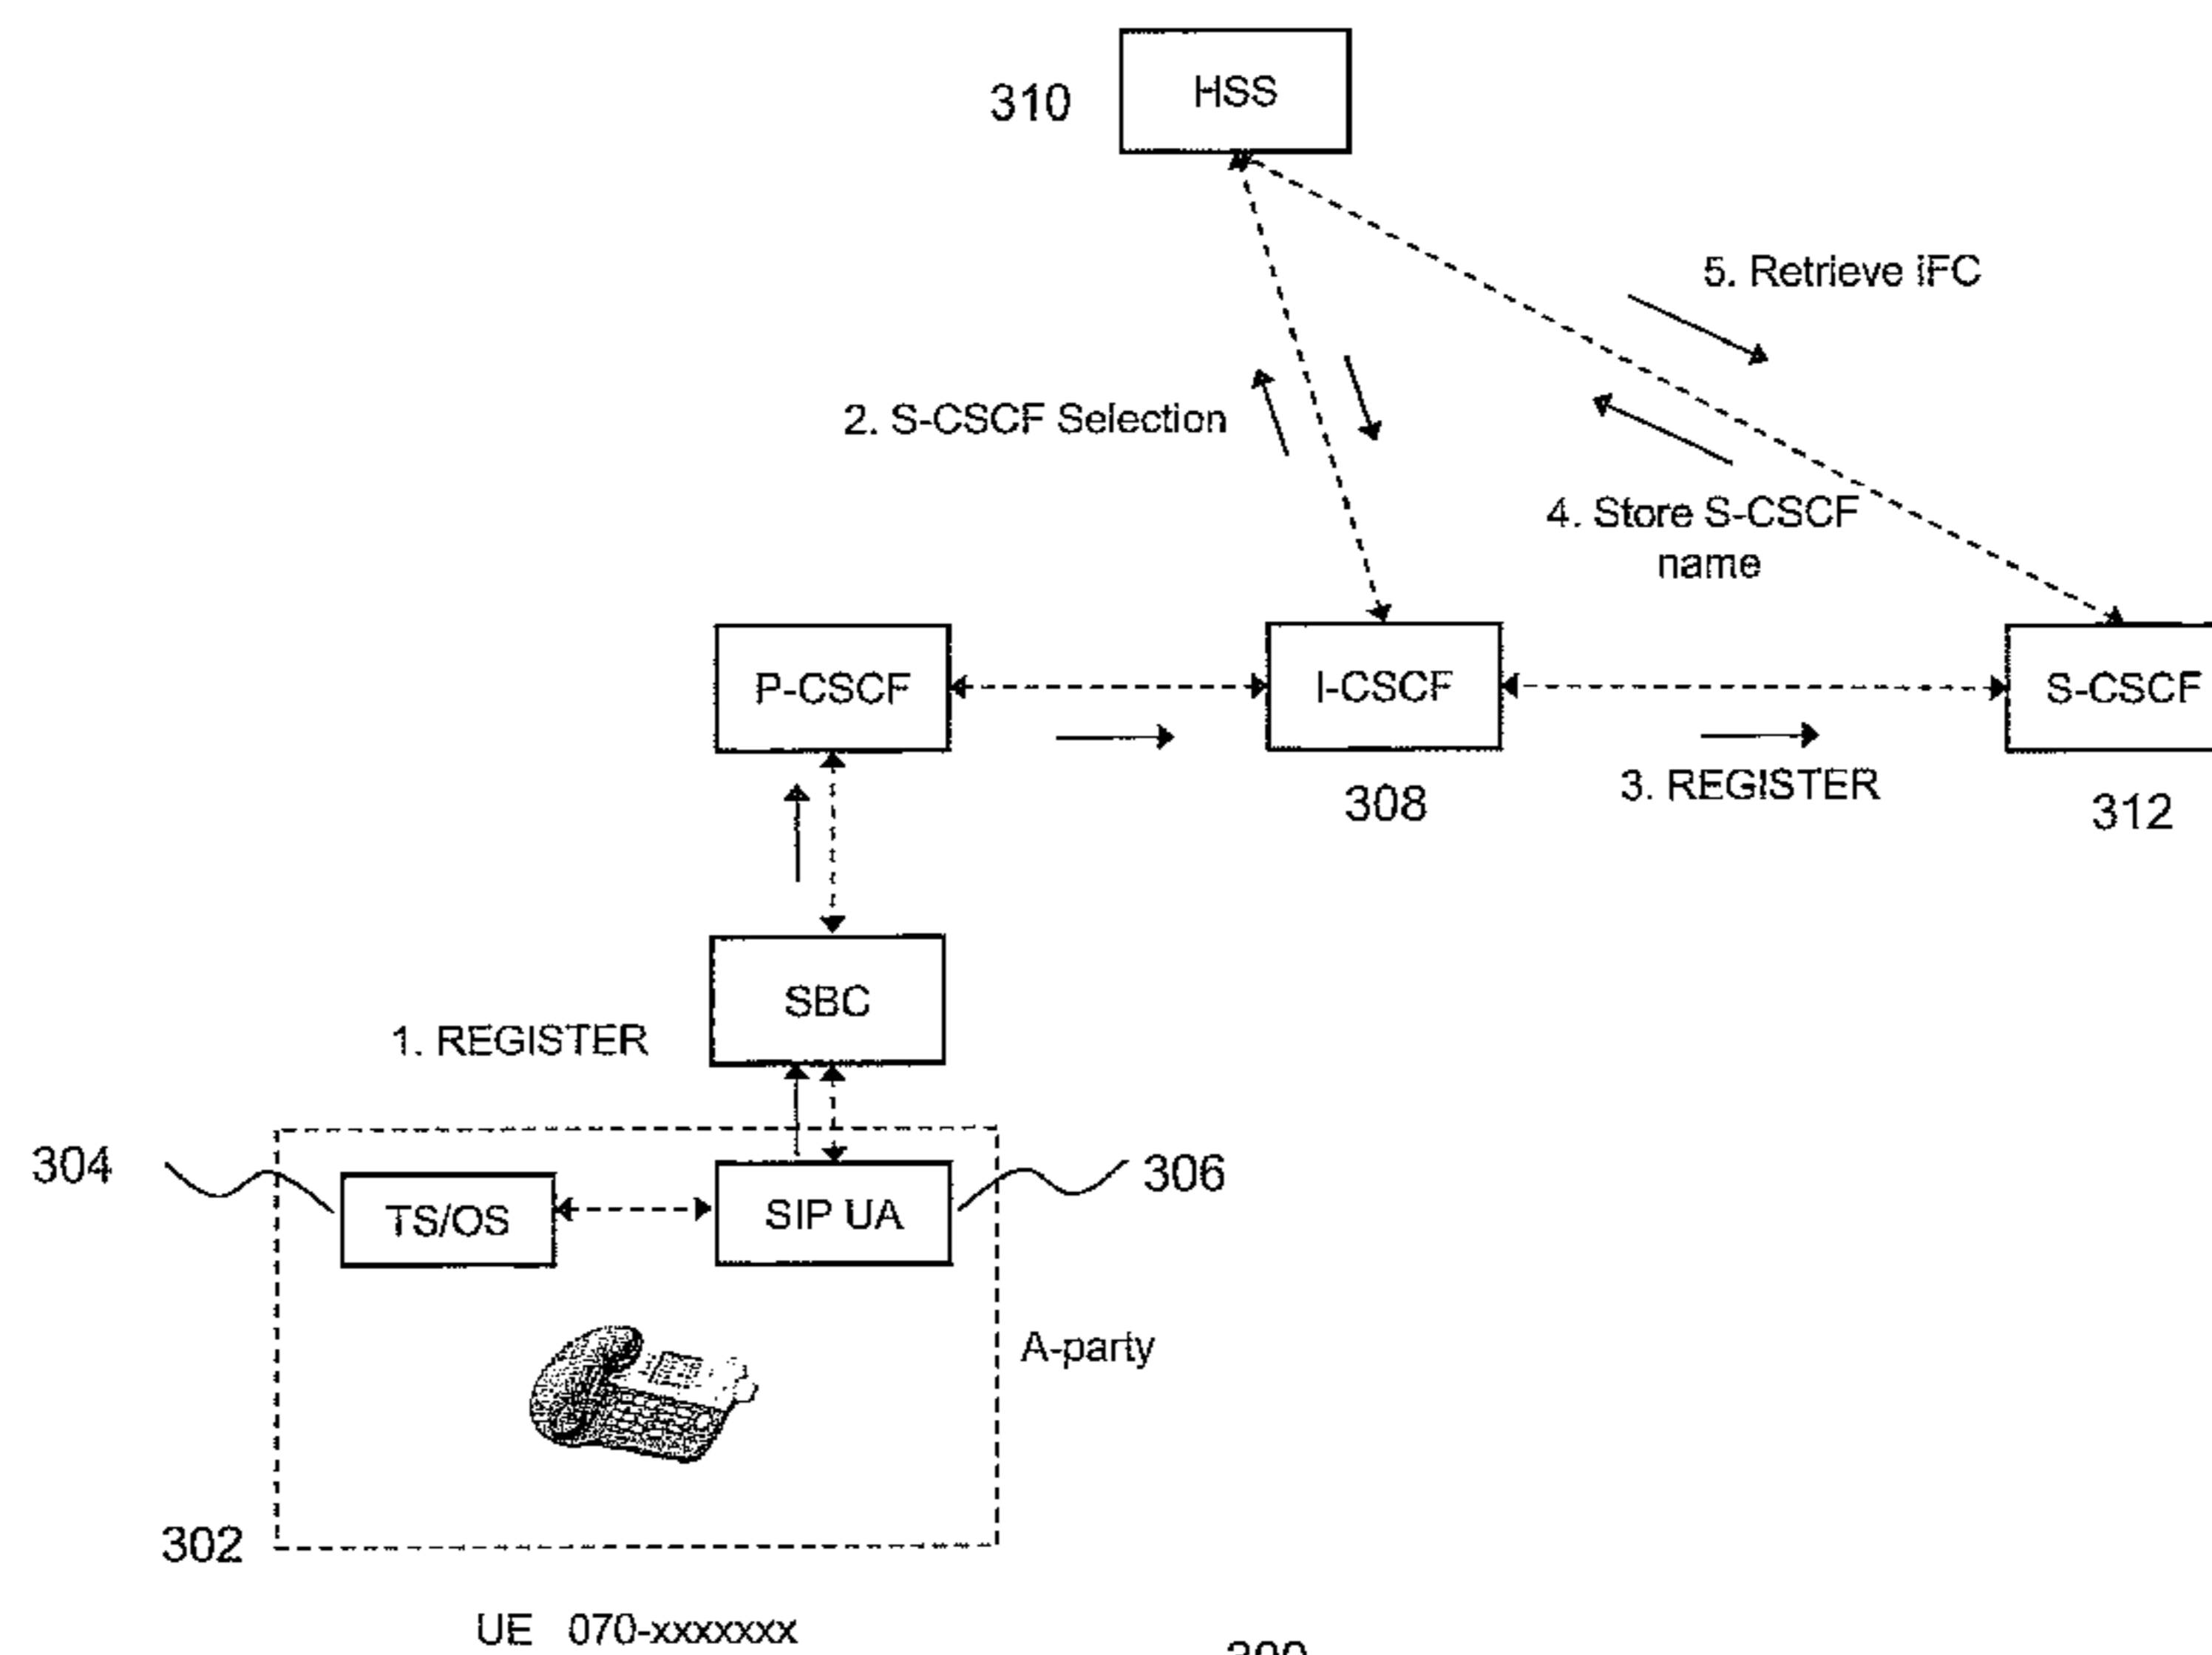 HSS
310
5. Retrieve iFC
2. S-CSCF Selection
4. Store S-CSCF
name
P-CSCF
I-CSCF
S-CSCF
3. REGISTER
308
312
SBC
1. REGISTER
304
306
TS/OS
SIP UA
A-party
302
UE 070-xxxxxxx